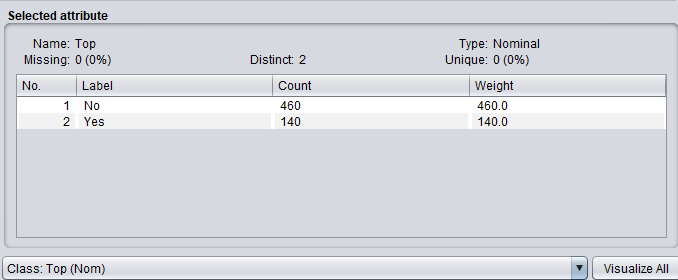 Selected attribute
Name: Top Type: Nominal
Missing: 0 (0%) Distinct: 2 Unique: 0 (0%)
No. Label Count Weight
1 No 460 460.0
2 Yes 140 140.0
Class: Top (Nom) Visualize All